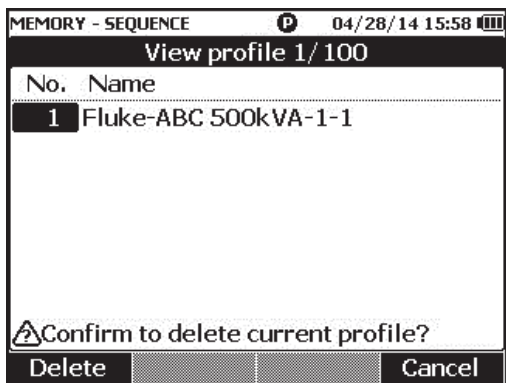 MEMORY - SEQUENCE P 04/28/14 15:58
View profile 1/100
No. Name
1 Fluke-ABC 500kVA-1-1
Confirm to delete current profile?
Delete Cancel